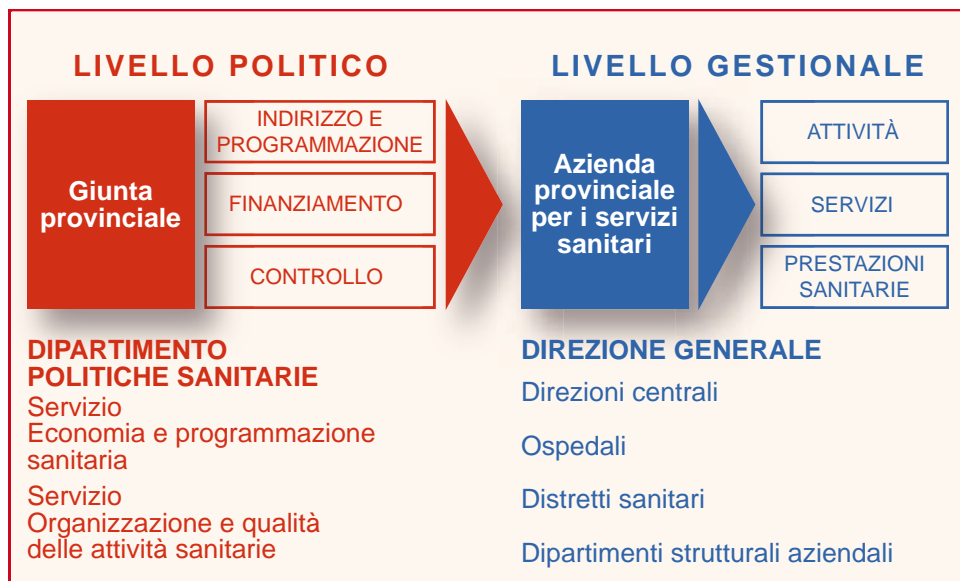 LIVELLO POLITICO
Giunta
provinciale
INDIRIZZO E
PROGRAMMAZIONE
FINANZIAMENTO
CONTROLLO
DIPARTIMENTO
POLITICHE SANITARIE
Servizio
Economia e programmazione
sanitaria
Servizio
Organizzazione e qualità
delle attività sanitarie
LIVELLO GESTIONALE
Azienda
provinciale
per i servizi
sanitari
ATTIVITÀ
SERVIZI
PRESTAZIONI
SANITARIE
DIREZIONE GENERALE
Direzioni centrali
Ospedali
Distretti sanitari
Dipartimenti strutturali aziendali